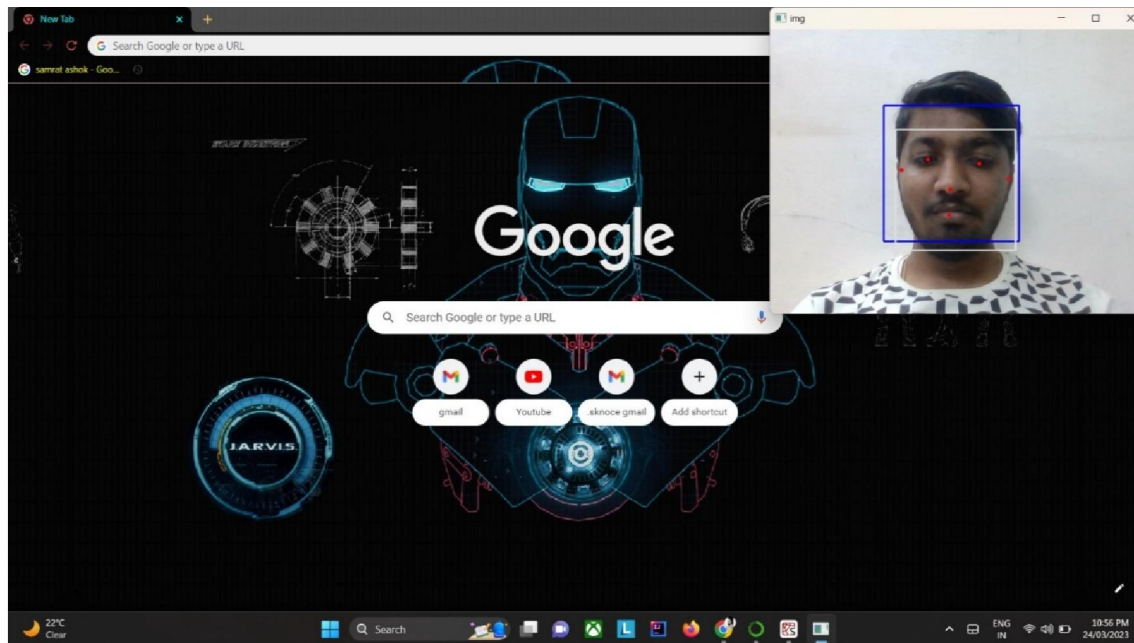 New Tab
img
Search Google or type a URL
samrat ashok - Goo...
Google
Search Google or type a URL
gmail
Youtube
.sknoce gmail
Add shortcut
J.A.R.V.I.S.
22°C
Clear
Search
ENG
IN
10:56 PM
24/03/2023